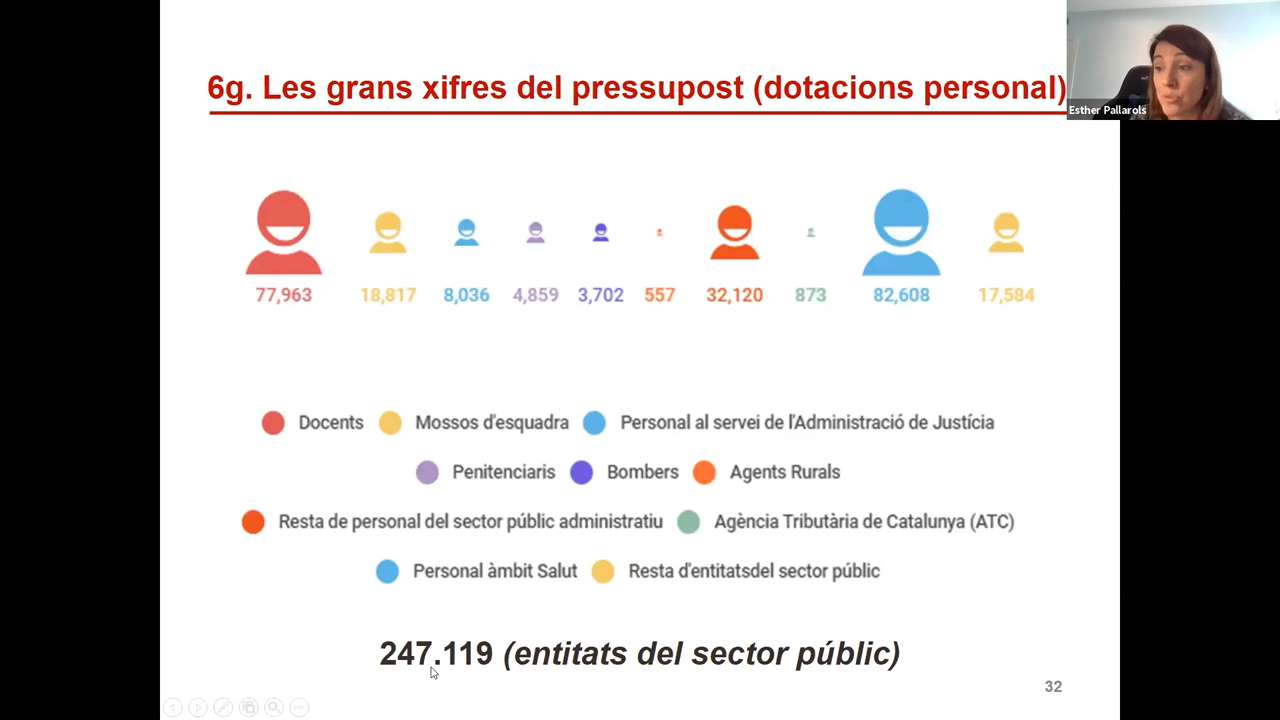 6g. Les grans xifres del pressupost (dotacions personal)
Esther Pallarols
77,963 18,817 8,036 4,859 3,702 557 32,120 873 82,608 17,584
Docents Mossos d'esquadra Personal al servei de l'Administració de Justícia
Penitenciaris Bombers Agents Rurals
Resta de personal del sector públic administratiu Agència Tributària de Catalunya (ATC)
Personal àmbit Salut Resta d'entitatsdel sector públic
247.119 (entitats del sector públic)
32